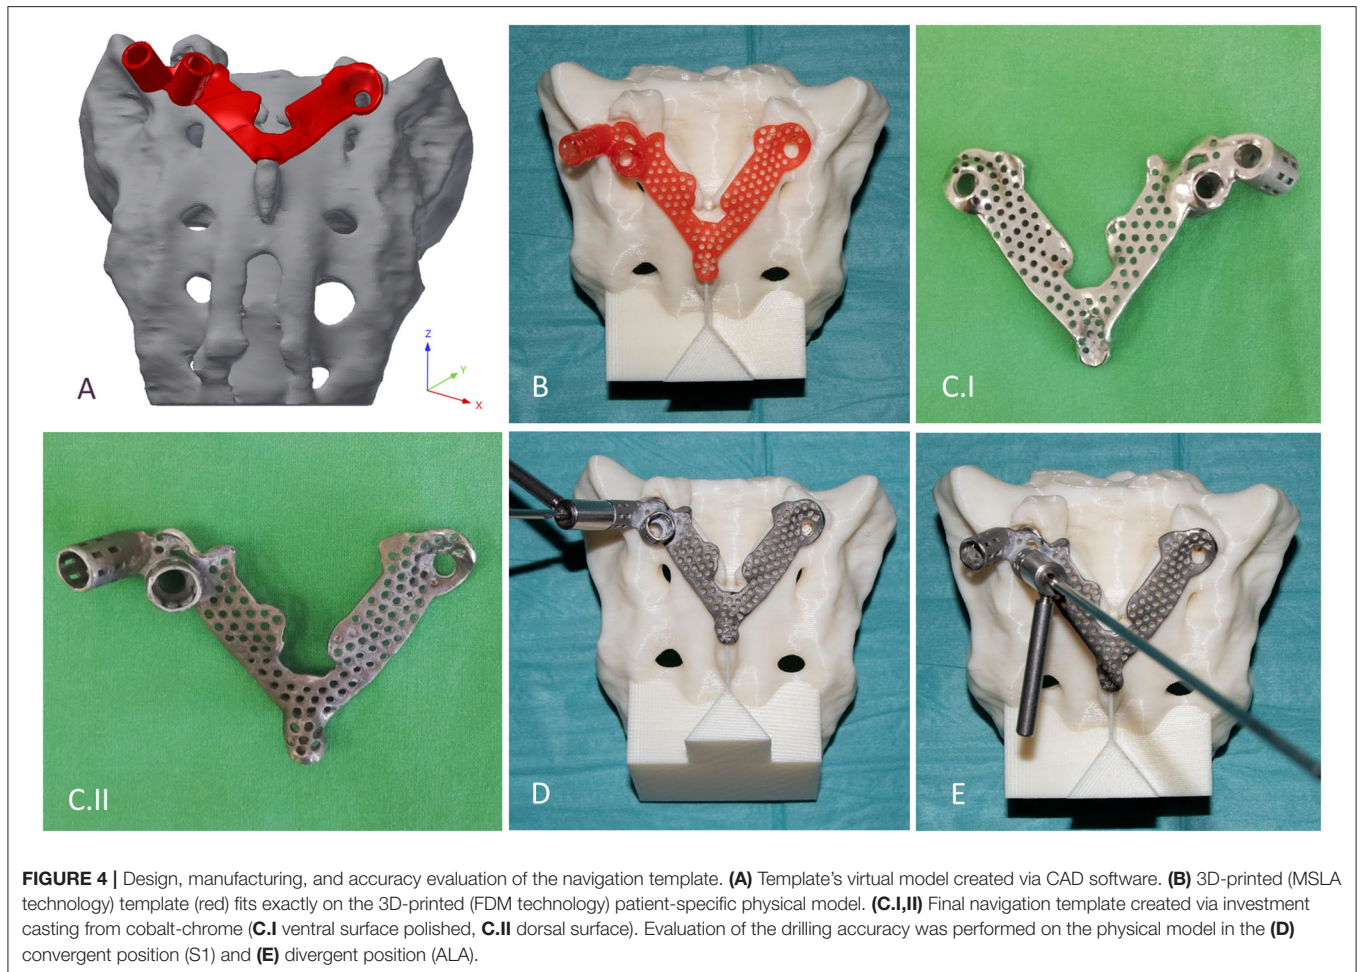 A
Z
Y
X
B
C.I
C.II
D
E
FIGURE 4 | Design, manufacturing, and accuracy evaluation of the navigation template. (A) Template's virtual model created via CAD software. (B) 3D-printed (MSLA
technology) template (red) fits exactly on the 3D-printed (FDM technology) patient-specific physical model. (C.I,II) Final navigation template created via investment
casting from cobalt-chrome (C.I ventral surface polished, C.II dorsal surface). Evaluation of the drilling accuracy was performed on the physical model in the (D)
convergent position (S1) and (E) divergent position (ALA).